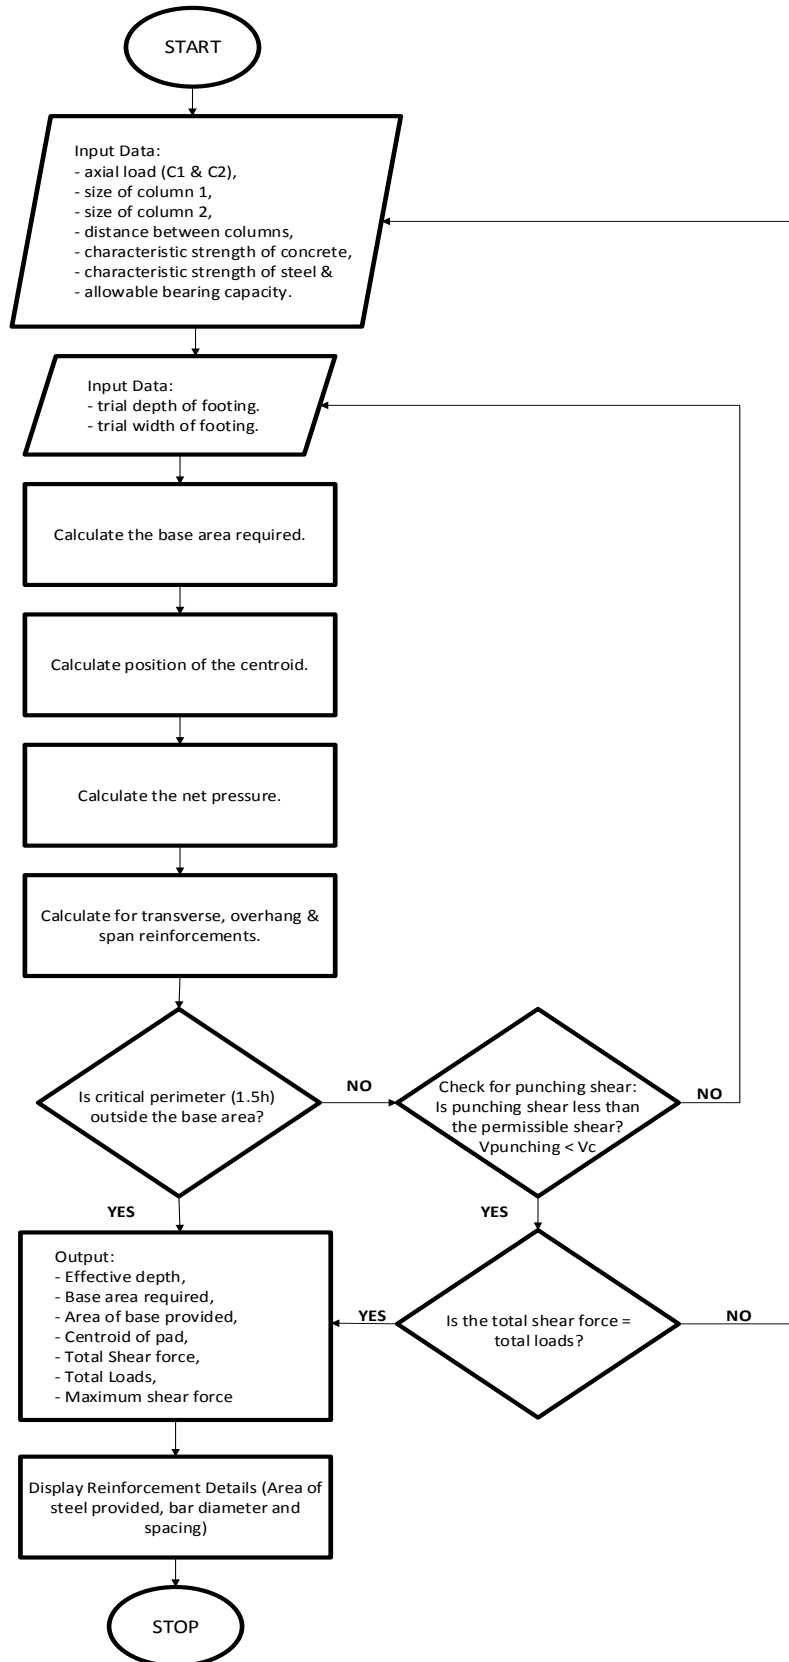 START
Input Data:
- axial load (C1 & C2),
- size of column 1,
- size of column 2,
- distance between columns,
- characteristic strength of concrete,
- characteristic strength of steel &
- allowable bearing capacity.
Input Data:
- trial depth of footing.
- trial width of footing.
Calculate the base area required.
Calculate position of the centroid.
Calculate the net pressure.
Calculate for transverse, overhang &
span reinforcements.
Is critical perimeter (1.5h)
outside the base area?
NO
Check for punching shear:
Is punching shear less than
the permissible shear?
Vpunching < Vc
NO
YES
YES
Output:
- Effective depth,
- Base area required,
- Area of base provided,
- Centroid of pad,
- Total Shear force,
- Total Loads,
- Maximum shear force
YES
Is the total shear force =
total loads?
NO
Display Reinforcement Details (Area of
steel provided, bar diameter and
spacing)
STOP